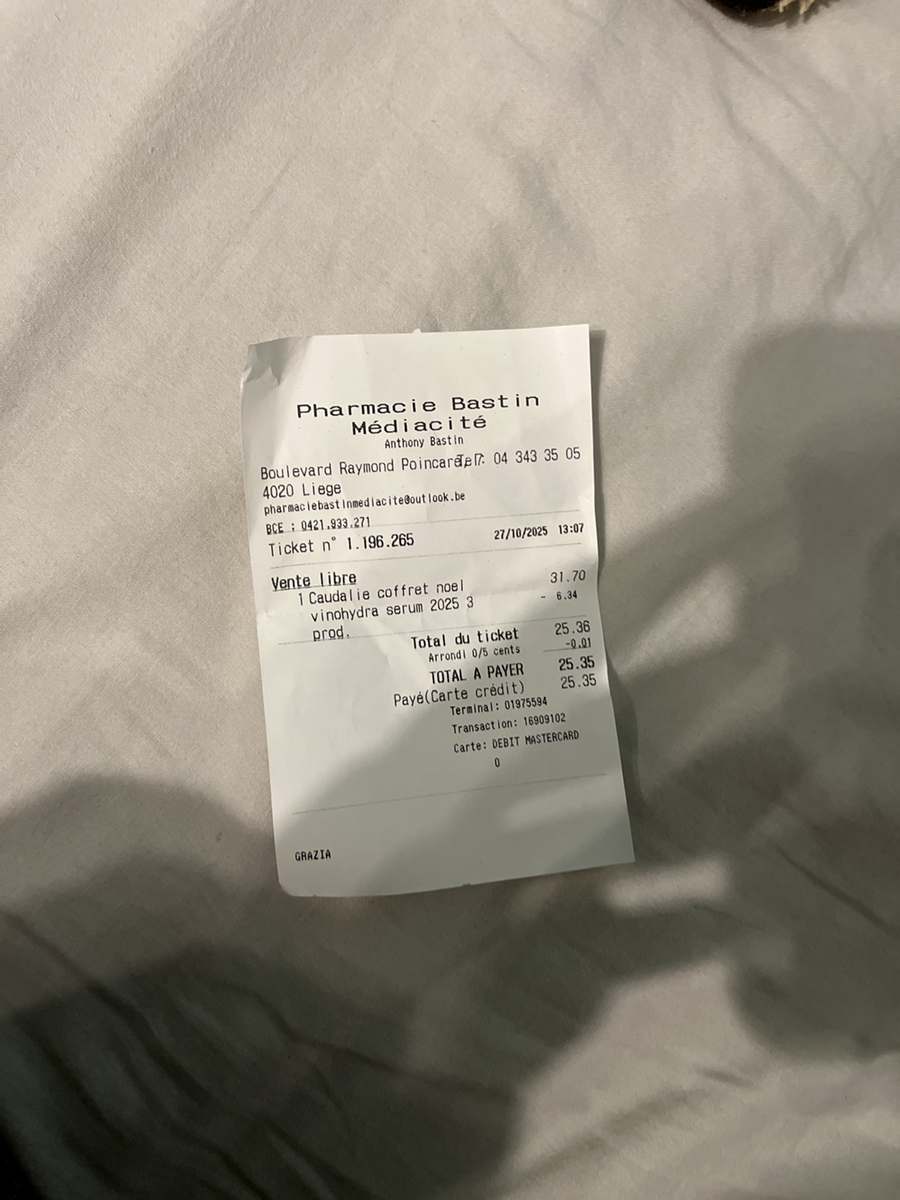 Pharmacie Bastin
Médiacité
Anthony Bastin
Boulevard Raymond Poincaré, 7 Tel: 04 343 35 05
4020 Liege
pharmaciebastinmediacite@outlook.be
BCE : 0421.933.271
Ticket n° 1.196.265 27/10/2025 13:07
Vente libre
1 Caudalie coffret noel 31.70
vinohydra serum 2025 3 - 6.34
prod.
Total du ticket 25.36
Arrondi 0/5 cents -0.01
TOTAL A PAYER 25.35
Payé(Carte crédit) 25.35
Terminal: 01975594
Transaction: 16909102
Carte: DEBIT MASTERCARD
0
GRAZIA